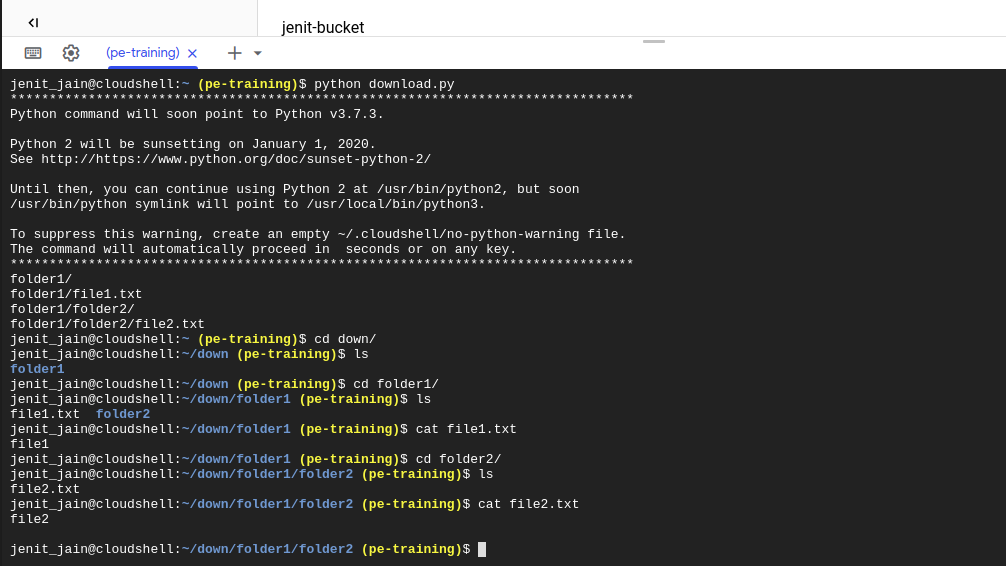 jenit-bucket
(pe-training)
jenit_jain@cloudshell:~ (pe-training)$ python download.py
********************************************************************************
Python command will soon point to Python v3.7.3.
Python 2 will be sunsetting on January 1, 2020.
See http://https://www.python.org/doc/sunset-python-2/
Until then, you can continue using Python 2 at /usr/bin/python2, but soon
/usr/bin/python symlink will point to /usr/local/bin/python3.
To suppress this warning, create an empty ~/.cloudshell/no-python-warning file.
The command will automatically proceed in  seconds or on any key.
********************************************************************************
folder1/
folder1/file1.txt
folder1/folder2/
folder1/folder2/file2.txt
jenit_jain@cloudshell:~ (pe-training)$ cd down/
jenit_jain@cloudshell:~/down (pe-training)$ ls
folder1
jenit_jain@cloudshell:~/down (pe-training)$ cd folder1/
jenit_jain@cloudshell:~/down/folder1 (pe-training)$ ls
file1.txt  folder2
jenit_jain@cloudshell:~/down/folder1 (pe-training)$ cat file1.txt
file1
jenit_jain@cloudshell:~/down/folder1 (pe-training)$ cd folder2/
jenit_jain@cloudshell:~/down/folder1/folder2 (pe-training)$ ls
file2.txt
jenit_jain@cloudshell:~/down/folder1/folder2 (pe-training)$ cat file2.txt
file2
jenit_jain@cloudshell:~/down/folder1/folder2 (pe-training)$